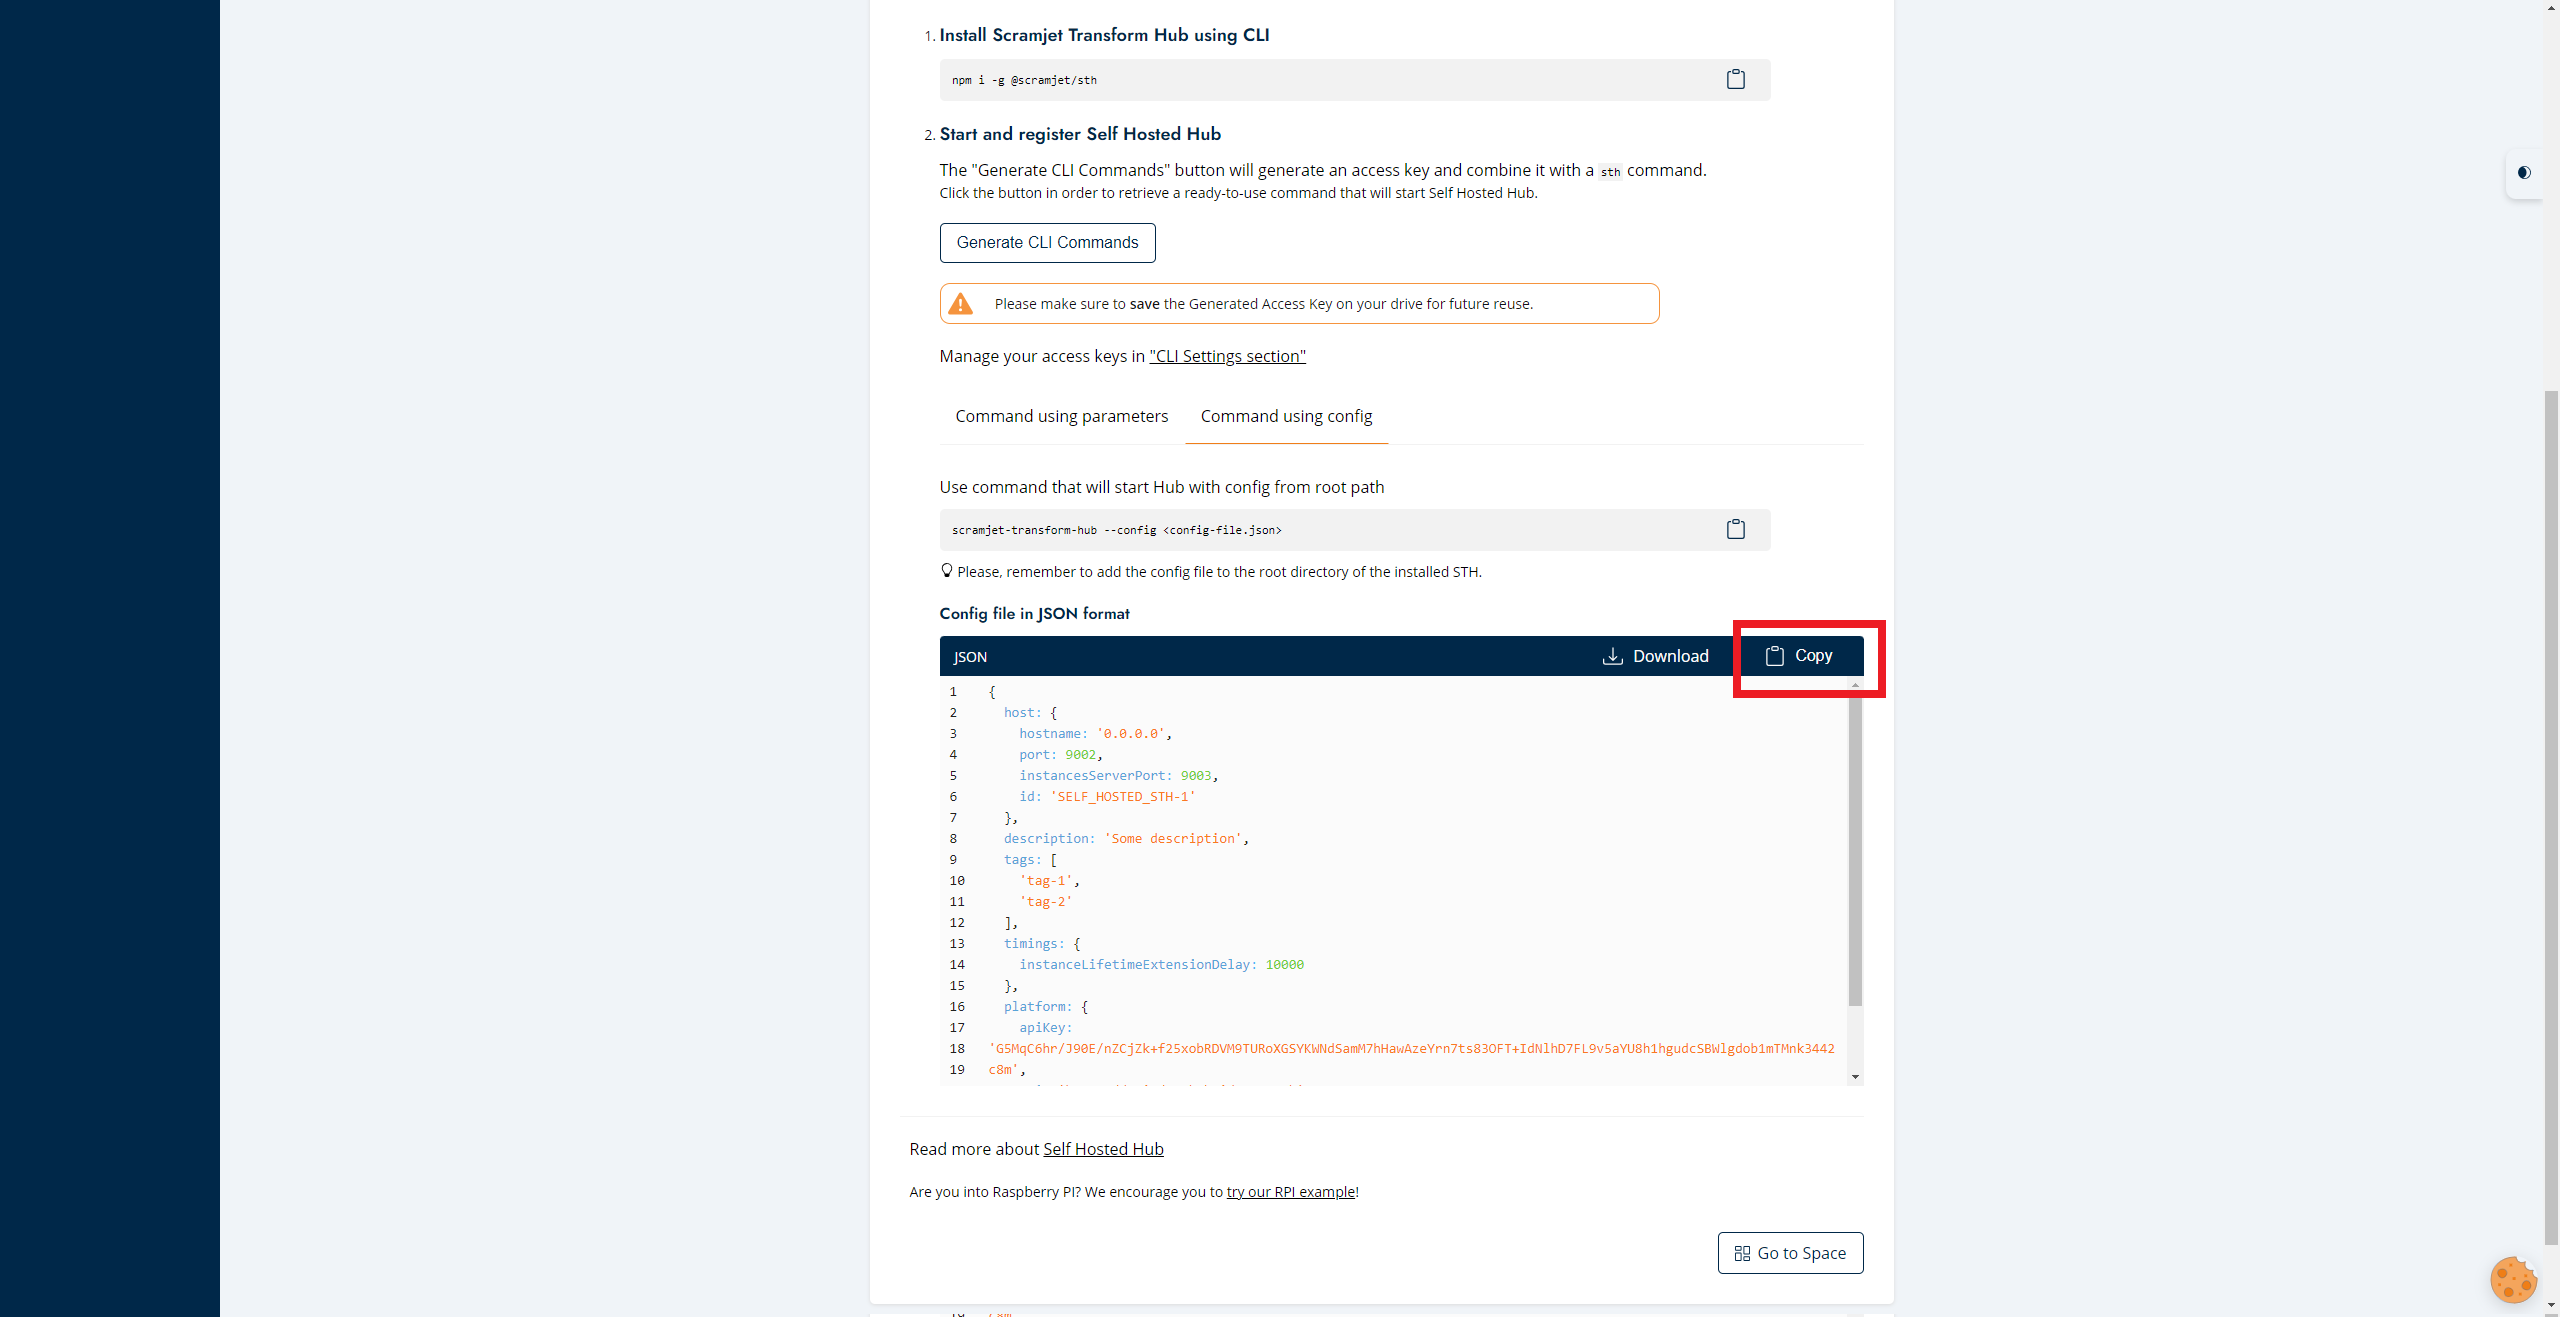 1. Install Scramjet Transform Hub using CLI
npm i -g @scramjet/sth
2. Start and register Self Hosted Hub
The "Generate CLI Commands" button will generate an access key and combine it with a sth command.
Click the button in order to retrieve a ready-to-use command that will start Self Hosted Hub.
Generate CLI Commands
Please make sure to save the Generated Access Key on your drive for future reuse.
Manage your access keys in "CLI Settings section"
Command using parameters Command using config
Use command that will start Hub with config from root path
scramjet-transform-hub --config <config-file.json>
Please, remember to add the config file to the root directory of the installed STH.
Config file in JSON format
JSON Download Copy
1 {
2 host: {
3 hostname: '0.0.0.0',
4 port: 9002,
5 instancesServerPort: 9003,
6 id: 'SELF_HOSTED_STH-1'
7 },
8 description: 'Some description',
9 tags: [
10 'tag-1',
11 'tag-2'
12 ],
13 timings: {
14 instanceLifetimeExtensionDelay: 10000
15 },
16 platform: {
17 apiKey:
18 'G5MqC6hr/J90E/nZCjZk+f25xobRDVM9TURoXGSYKWNdSamM7hHawAzeYrn7ts83OFT+IdNlhD7FL9v5aYU8h1hgudcSBWlgdob1mTMnk3442
19 c8m',
Read more about Self Hosted Hub
Are you into Raspberry PI? We encourage you to try our RPI example!
Go to Space